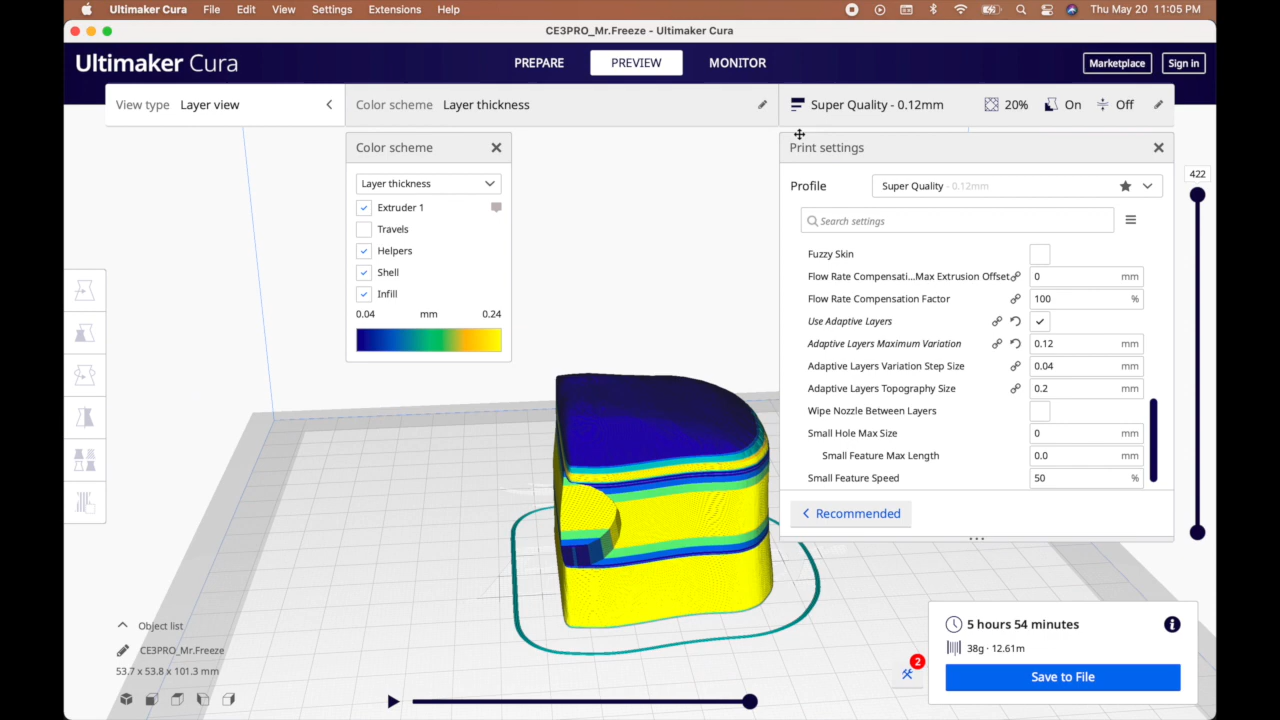 Ultimaker Cura File Edit View Settings Extensions Help Thu May 20 11:05 PM
CE3PRO_Mr.Freeze - Ultimaker Cura
Ultimaker Cura PREPARE PREVIEW MONITOR Marketplace Sign in
View type Layer view Color scheme Layer thickness Super Quality - 0.12mm 20% On Off
Color scheme
Layer thickness
Extruder 1
Travels
Helpers
Shell
Infill
0.04 mm 0.24
Print settings
Profile Super Quality - 0.12mm
Search settings
Fuzzy Skin
Flow Rate Compensati...Max Extrusion Offset 0 mm
Flow Rate Compensation Factor 100 %
Use Adaptive Layers
Adaptive Layers Maximum Variation 0.12 mm
Adaptive Layers Variation Step Size 0.04 mm
Adaptive Layers Topography Size 0.2 mm
Wipe Nozzle Between Layers
Small Hole Max Size 0 mm
Small Feature Max Length 0.0 mm
Small Feature Speed 50 %
Recommended
422
Object list
CE3PRO_Mr.Freeze
53.7 x 53.8 x 101.3 mm
2
5 hours 54 minutes
38g · 12.61m
Save to File